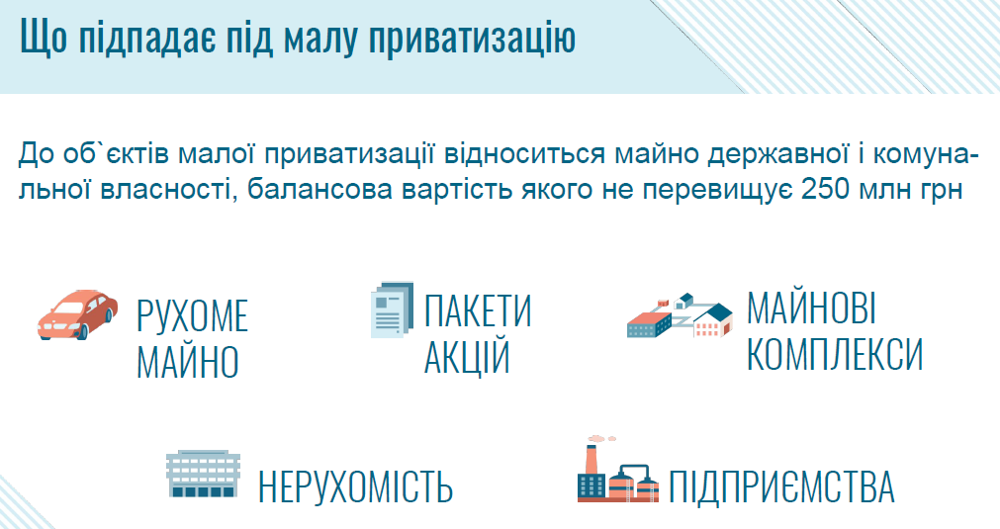 Що підпадає під малу приватизацію
До об`єктів малої приватизації відноситься майно державної і комуна-
льної власності, балансова вартість якого не перевищує 250 млн грн
РУХОМЕ
МАЙНО
ПАКЕТИ
АКЦІЙ
МАЙНОВІ
КОМПЛЕКСИ
НЕРУХОМІСТЬ
ПІДПРИЄМСТВА